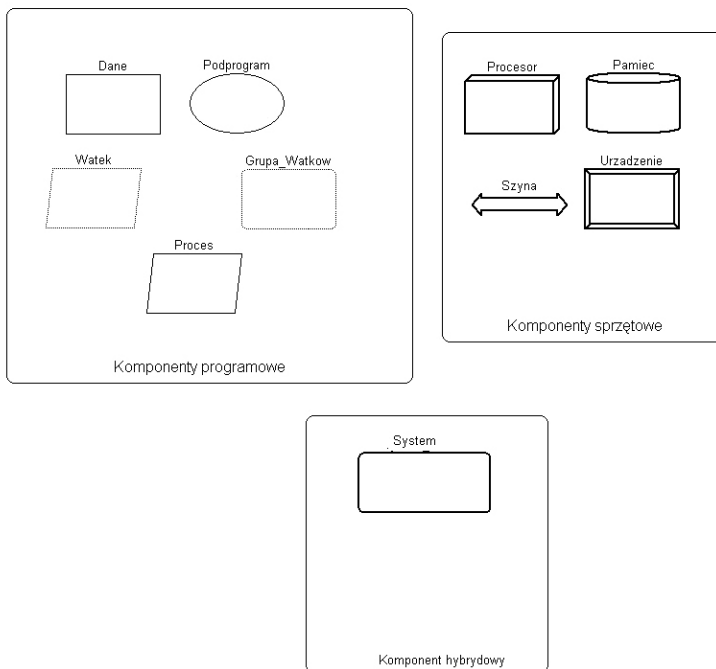 Dane
Podprogram
Watek
Grupa_Watkow
Proces
Komponenty programowe
Procesor
Pamiec
Szyna
Urzadzenie
Komponenty sprzętowe
System
Komponent hybrydowy